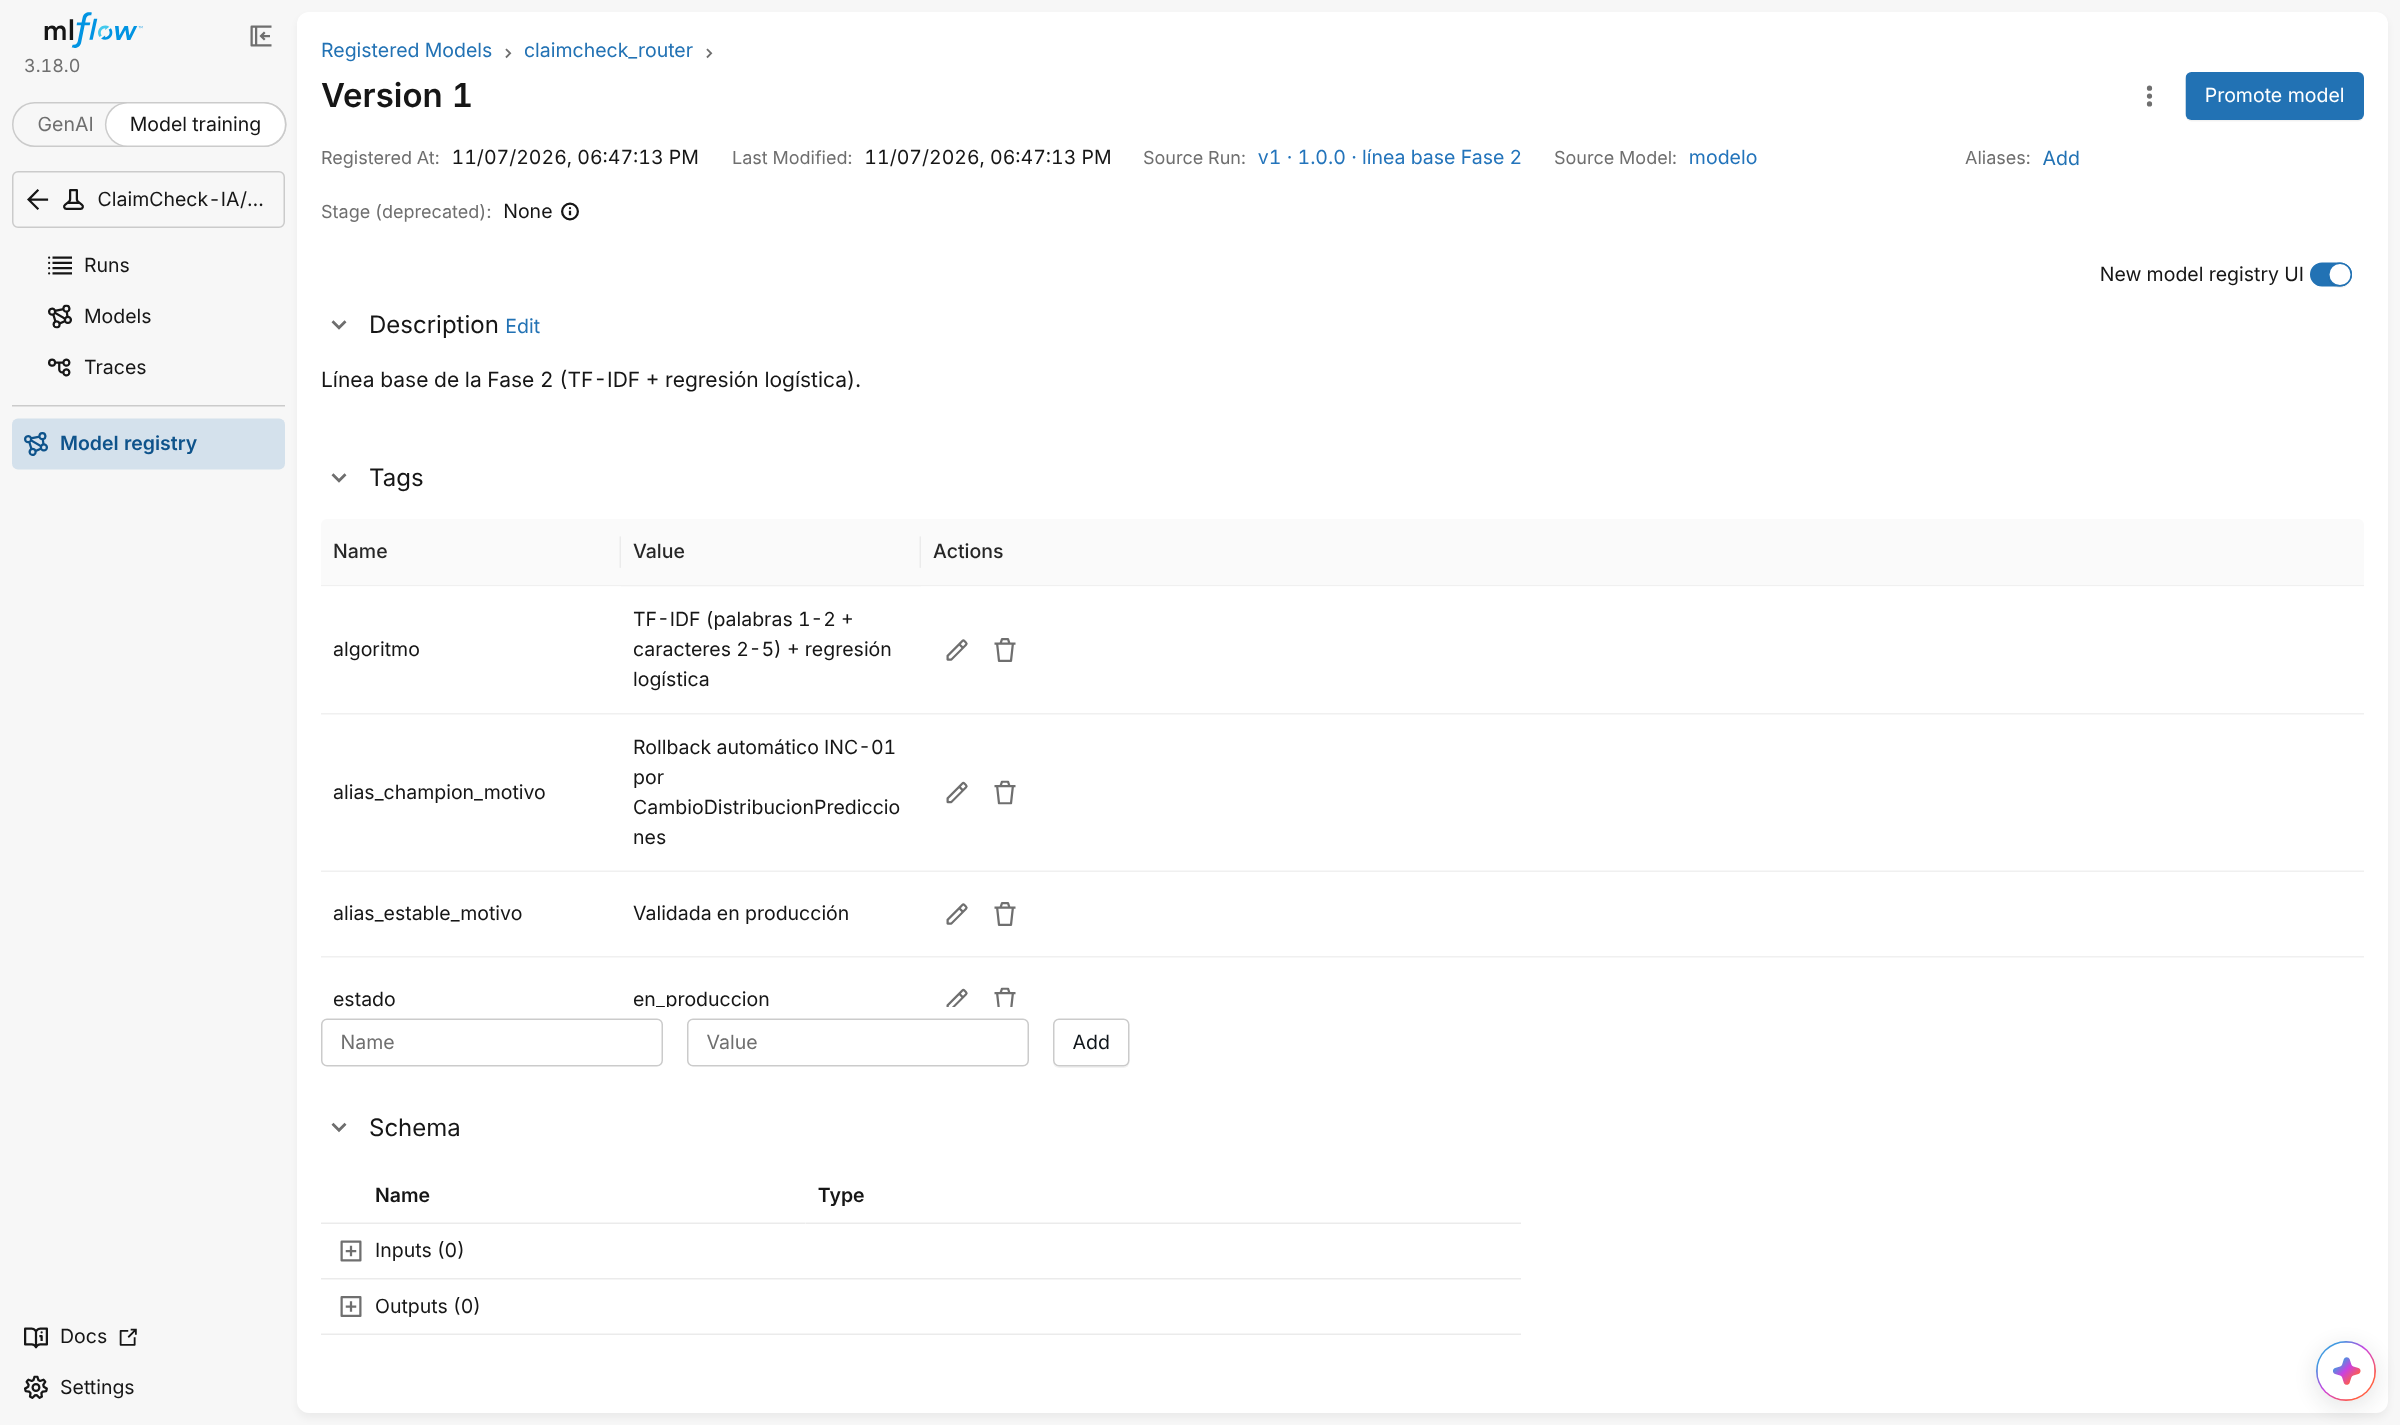 mlflow
3.18.0
GenAI
Model training
ClaimCheck-IA/...
Runs
Models
Traces
Model registry
Docs
Settings
Registered Models › claimcheck_router ›
Version 1
Promote model
Registered At: 11/07/2026, 06:47:13 PM
Last Modified: 11/07/2026, 06:47:13 PM
Source Run: v1 · 1.0.0 · línea base Fase 2
Source Model: modelo
Aliases: Add
Stage (deprecated): None
New model registry UI
Description Edit
Línea base de la Fase 2 (TF-IDF + regresión logística).
Tags
Name Value Actions
algoritmo
TF-IDF (palabras 1-2 +
caracteres 2-5) + regresión
logística
alias_champion_motivo
Rollback automático INC-01
por
CambioDistribucionPrediccio
nes
alias_estable_motivo
Validada en producción
estado
en_produccion
Name
Value
Add
Schema
Name Type
Inputs (0)
Outputs (0)